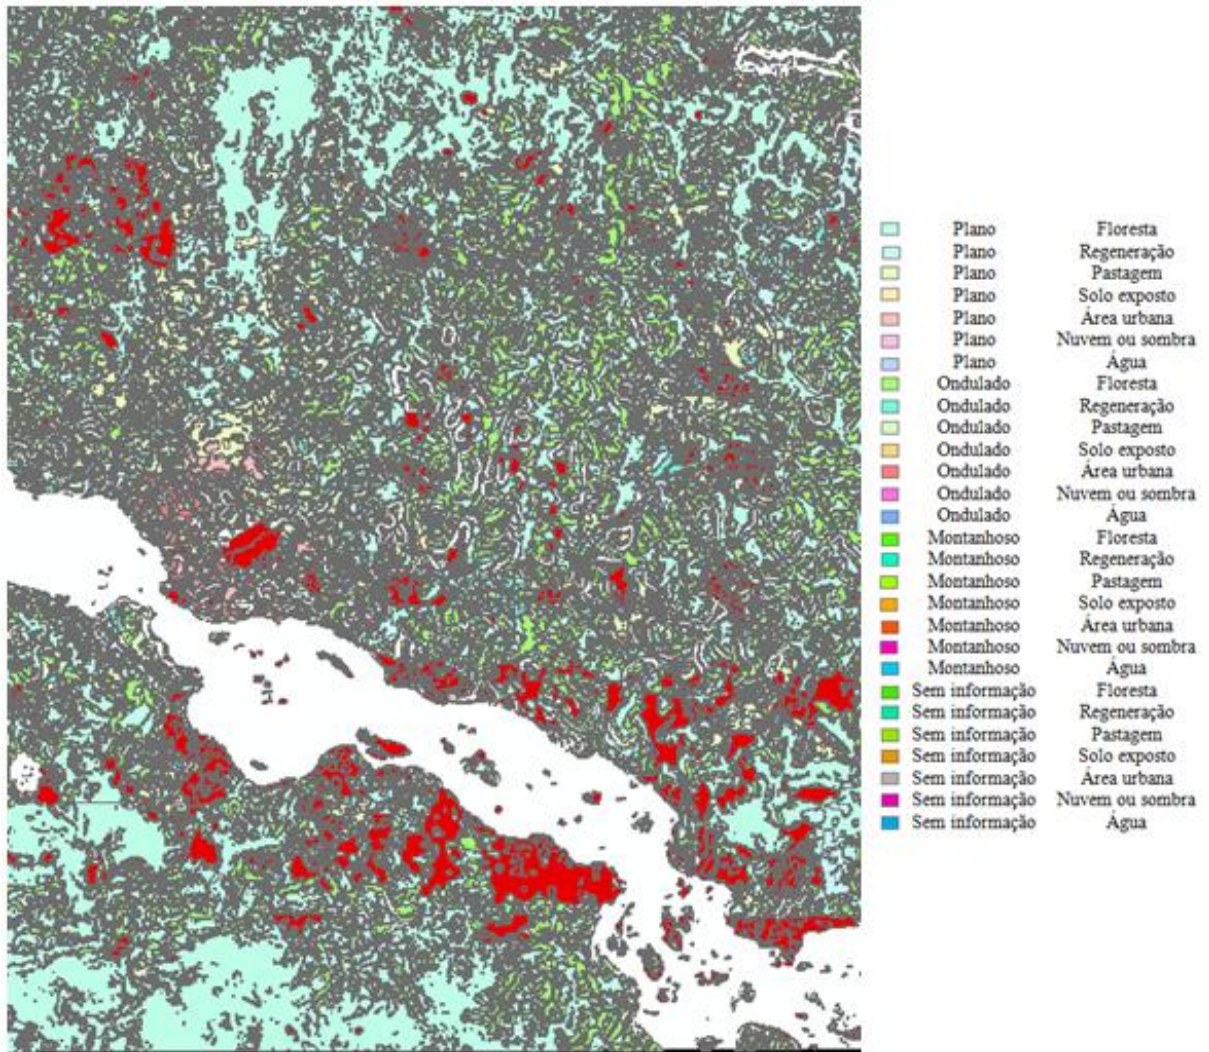 Plano Floresta
Plano Regeneração
Plano Pastagem
Plano Solo exposto
Plano Área urbana
Plano Nuvem ou sombra
Plano Água
Ondulado Floresta
Ondulado Regeneração
Ondulado Pastagem
Ondulado Solo exposto
Ondulado Área urbana
Ondulado Nuvem ou sombra
Ondulado Água
Montanhoso Floresta
Montanhoso Regeneração
Montanhoso Pastagem
Montanhoso Solo exposto
Montanhoso Área urbana
Montanhoso Nuvem ou sombra
Montanhoso Água
Sem informação Floresta
Sem informação Regeneração
Sem informação Pastagem
Sem informação Solo exposto
Sem informação Área urbana
Sem informação Nuvem ou sombra
Sem informação Água